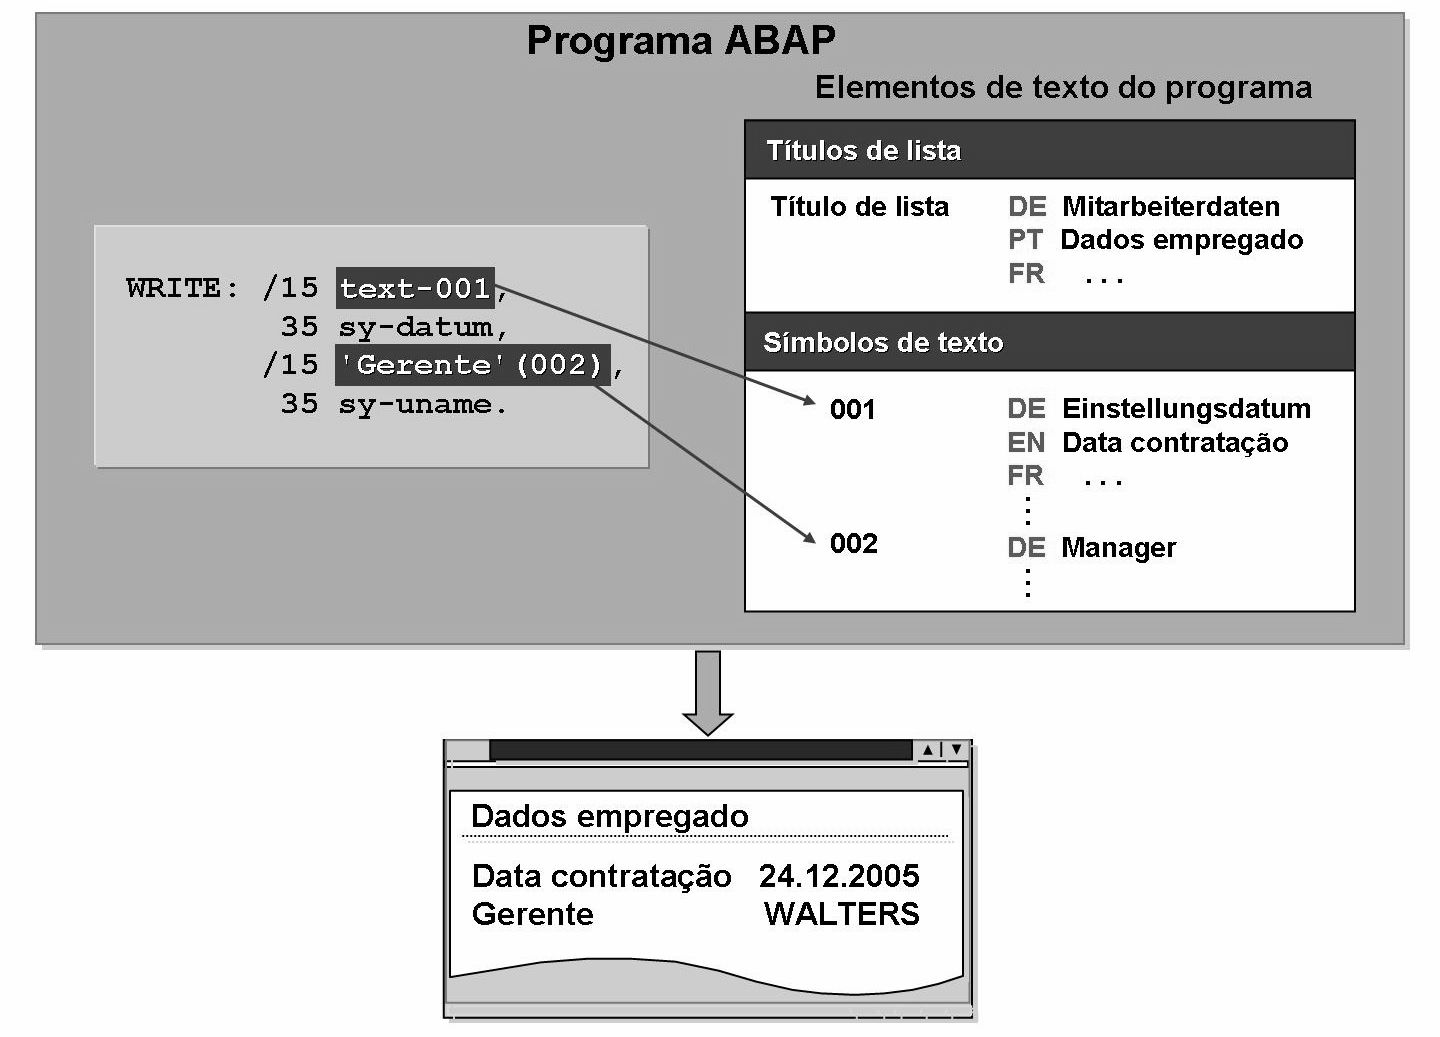 Programa ABAP
Elementos de texto do programa
WRITE: /15 text-001,
35 sy-datum,
/15 'Gerente'(002),
35 sy-uname.
Títulos de lista
Título de lista DE Mitarbeiterdaten
PT Dados empregado
FR ...
Símbolos de texto
001 DE Einstellungsdatum
EN Data contratação
FR ...
002 DE Manager
Dados empregado
Data contratação 24.12.2005
Gerente WALTERS